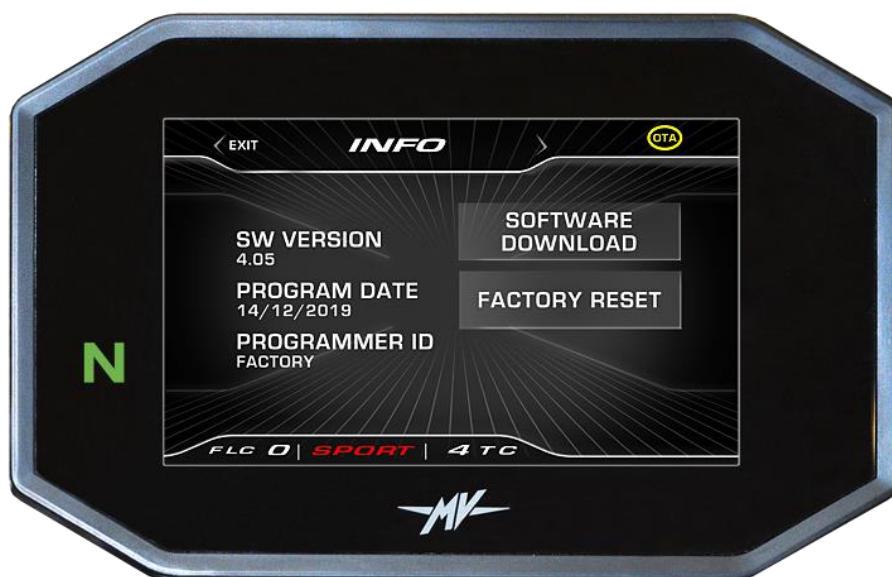 EXIT
INFO
OTA
SW VERSION
4.05
PROGRAM DATE
14/12/2019
PROGRAMMER ID
FACTORY
SOFTWARE
DOWNLOAD
FACTORY RESET
N
FLC 0 | SPORT | 4 TC
MV